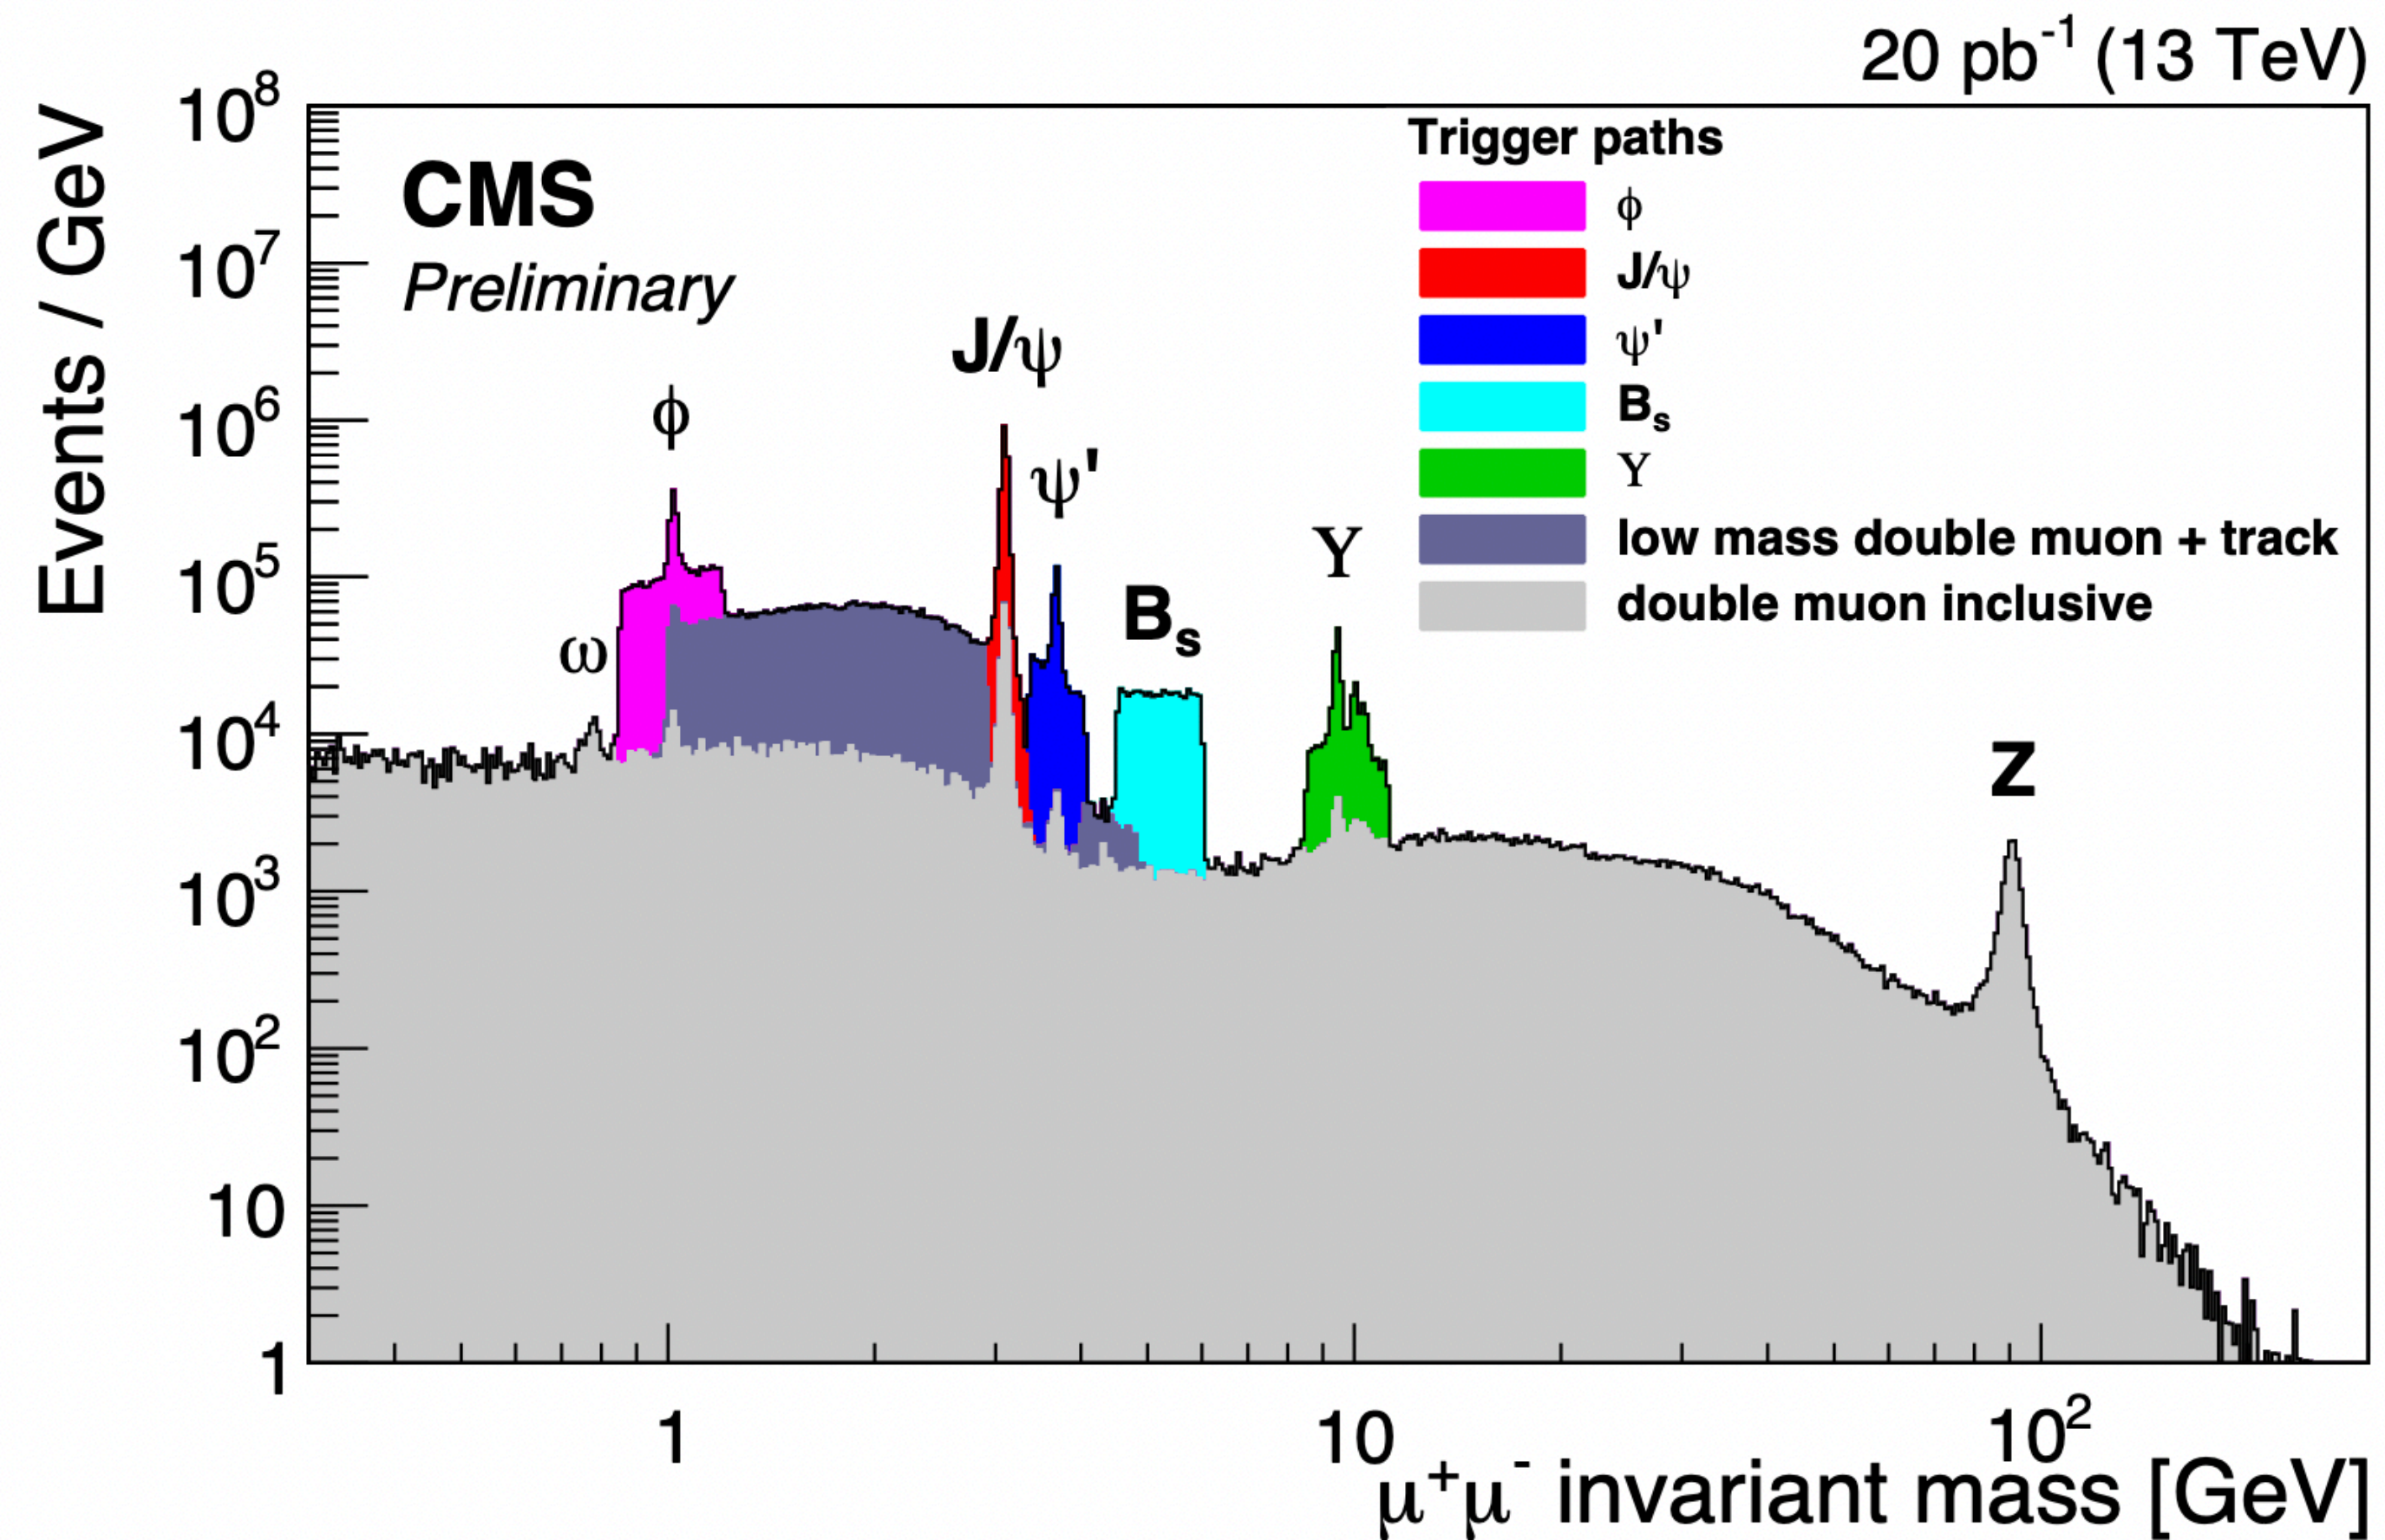 20 pb⁻¹ (13 TeV)
Events / GeV
10⁸
10⁷
10⁶
10⁵
10⁴
10³
10²
10
1
CMS
Preliminary
ω
ϕ
J/ψ
ψ'
Bₛ
Υ
Z
Trigger paths
ϕ
J/ψ
ψ'
Bₛ
Υ
low mass double muon + track
double muon inclusive
1
10
10²
μ⁺μ⁻ invariant mass [GeV]